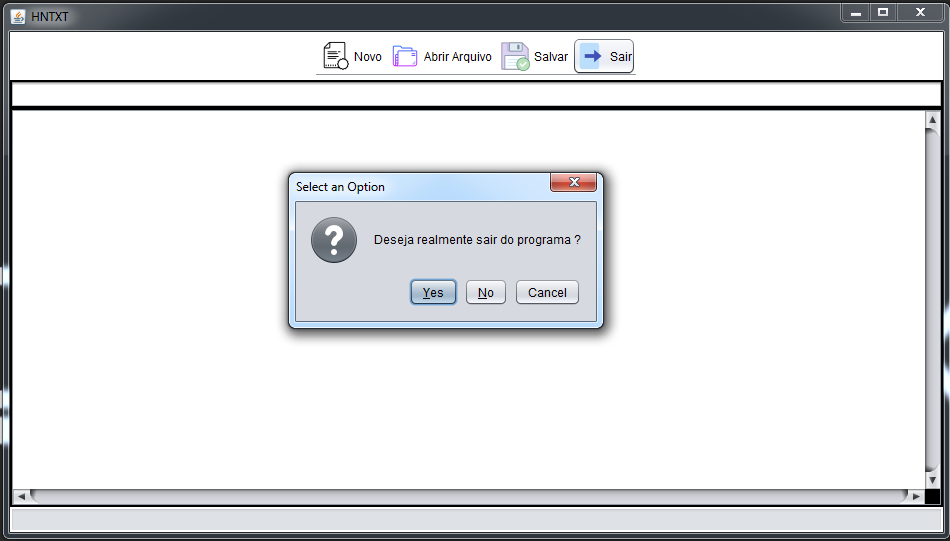 HNTXT
Novo Abrir Arquivo Salvar Sair
Select an Option
Deseja realmente sair do programa ?
Yes No Cancel